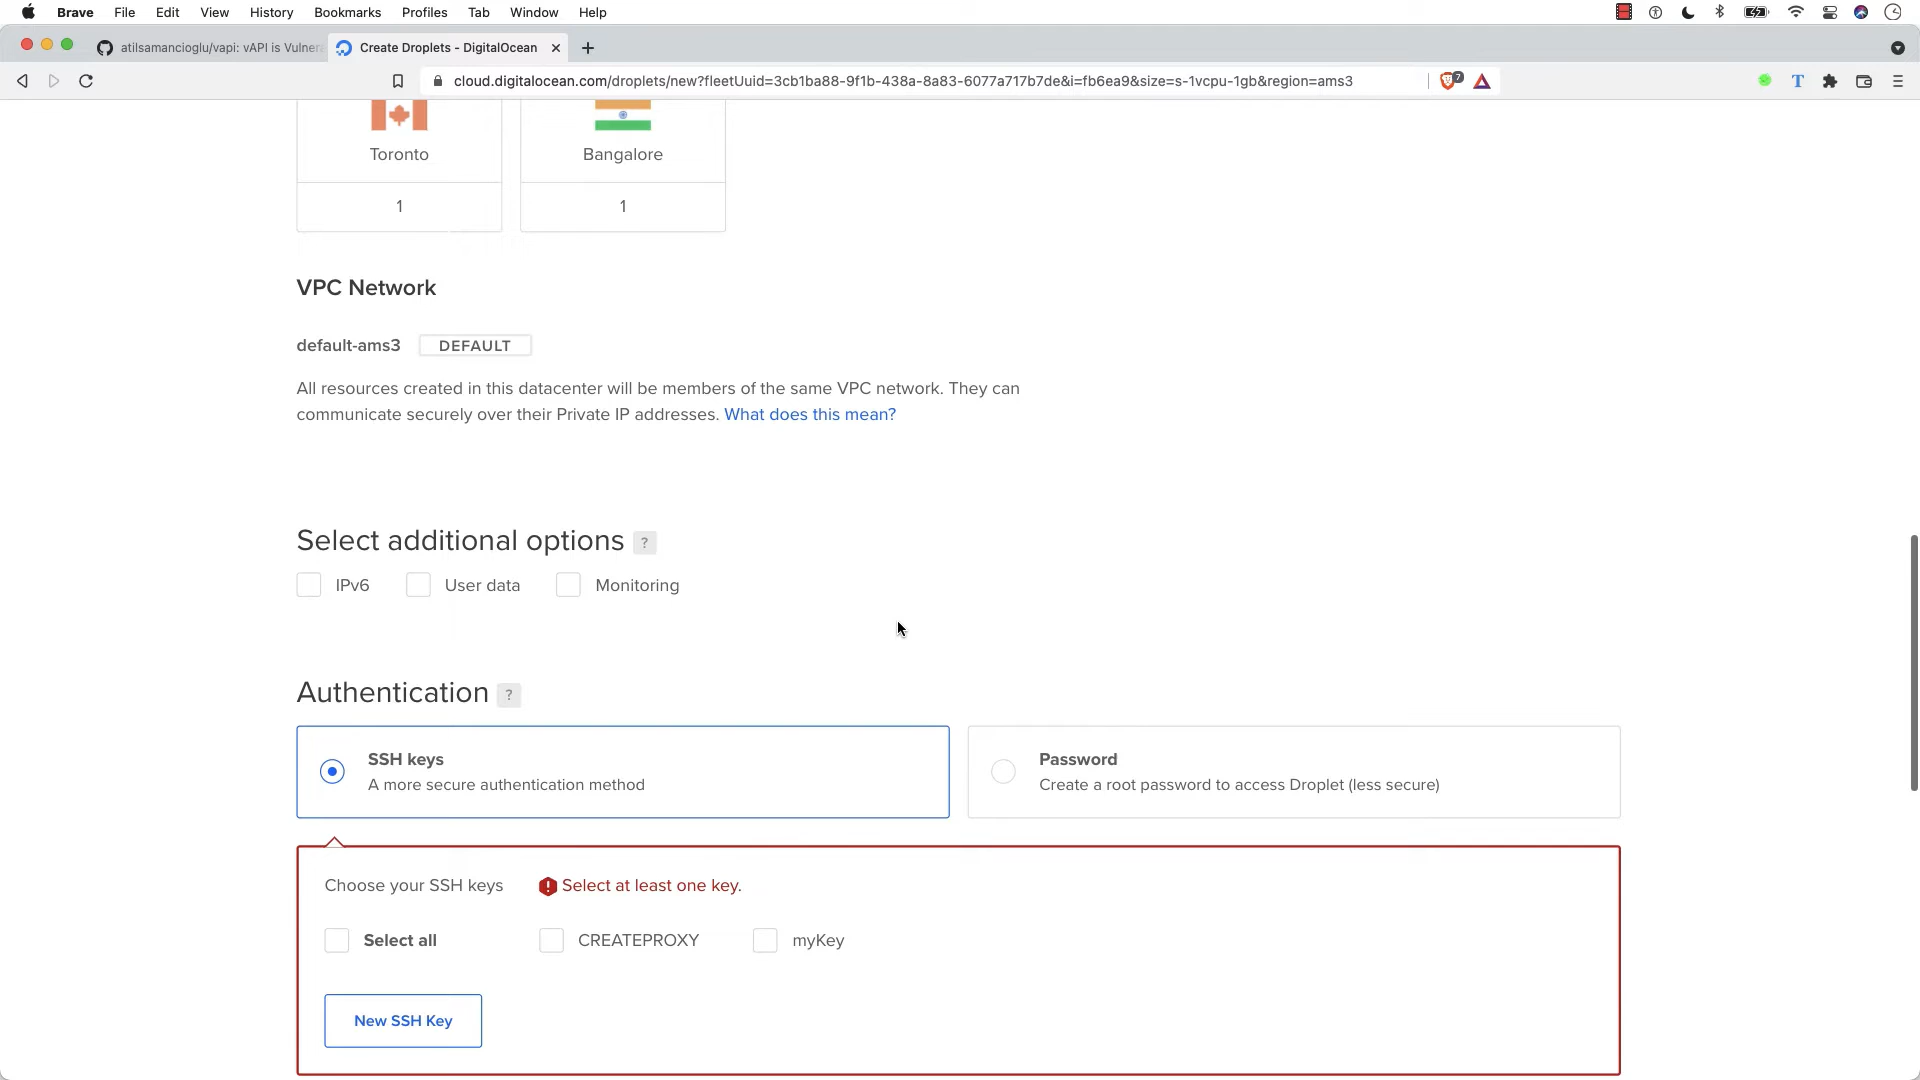 Brave File Edit View History Bookmarks Profiles Tab Window Help
atilsamancioglu/vapi: vAPI is Vulnera
Create Droplets - DigitalOcean
cloud.digitalocean.com/droplets/new?fleetUuid=3cb1ba88-9f1b-438a-8a83-6077a717b7de&i=fb6ea9&size=s-1vcpu-1gb&region=ams3
7
T
Toronto Bangalore
1 1
VPC Network
default-ams3 DEFAULT
All resources created in this datacenter will be members of the same VPC network. They can
communicate securely over their Private IP addresses. What does this mean?
Select additional options ?
IPv6 User data Monitoring
Authentication ?
SSH keys
A more secure authentication method
Password
Create a root password to access Droplet (less secure)
Choose your SSH keys Select at least one key.
Select all CREATEPROXY myKey
New SSH Key